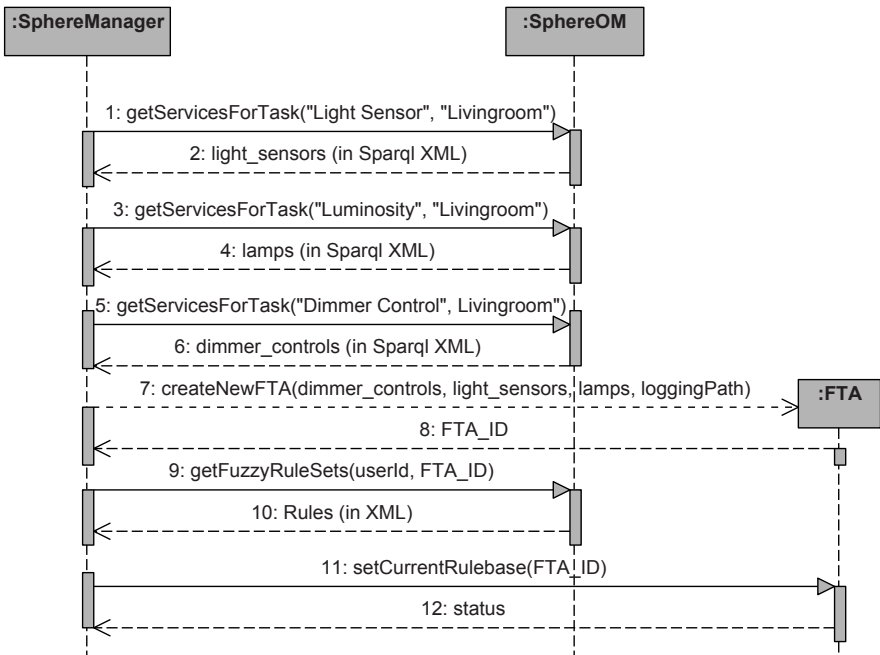 :SphereManager
:SphereOM
1: getServicesForTask("Light Sensor", "Livingroom")
2: light_sensors (in Sparql XML)
3: getServicesForTask("Luminosity", "Livingroom")
4: lamps (in Sparql XML)
5: getServicesForTask("Dimmer Control", Livingroom")
6: dimmer_controls (in Sparql XML)
7: createNewFTA(dimmer_controls, light_sensors, lamps, loggingPath)
:FTA
8: FTA_ID
9: getFuzzyRuleSets(userId, FTA_ID)
10: Rules (in XML)
11: setCurrentRulebase(FTA_ID)
12: status